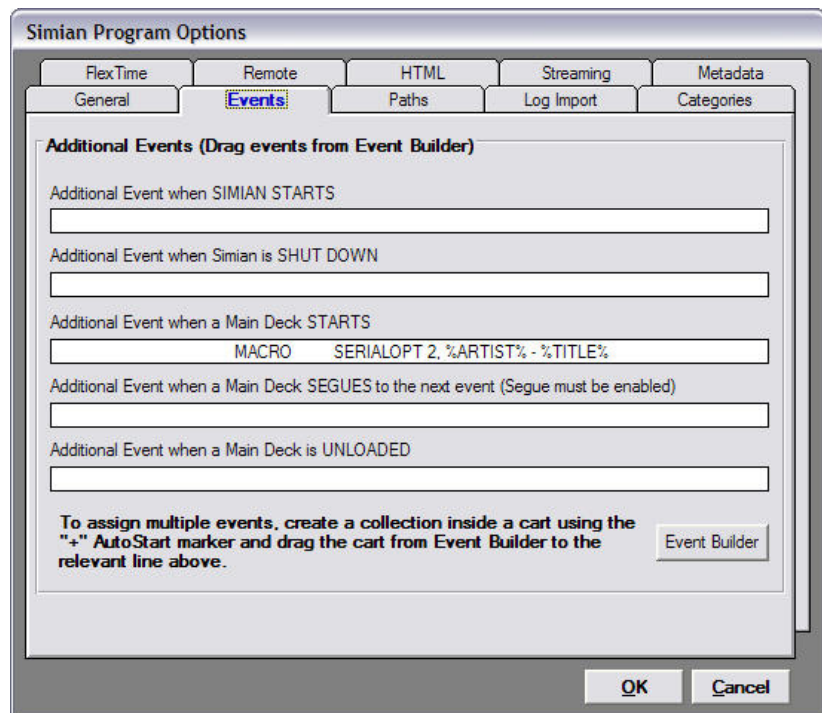 Simian Program Options
FlexTime Remote HTML Streaming Metadata
General Events Paths Log Import Categories
Additional Events (Drag events from Event Builder)
Additional Event when SIMIAN STARTS
Additional Event when Simian is SHUT DOWN
Additional Event when a Main Deck STARTS
MACRO SERIALOPT 2, %ARTIST% - %TITLE%
Additional Event when a Main Deck SEGUES to the next event (Segue must be enabled)
Additional Event when a Main Deck is UNLOADED
To assign multiple events, create a collection inside a cart using the
"+" AutoStart marker and drag the cart from Event Builder to the
relevant line above.
Event Builder
OK Cancel